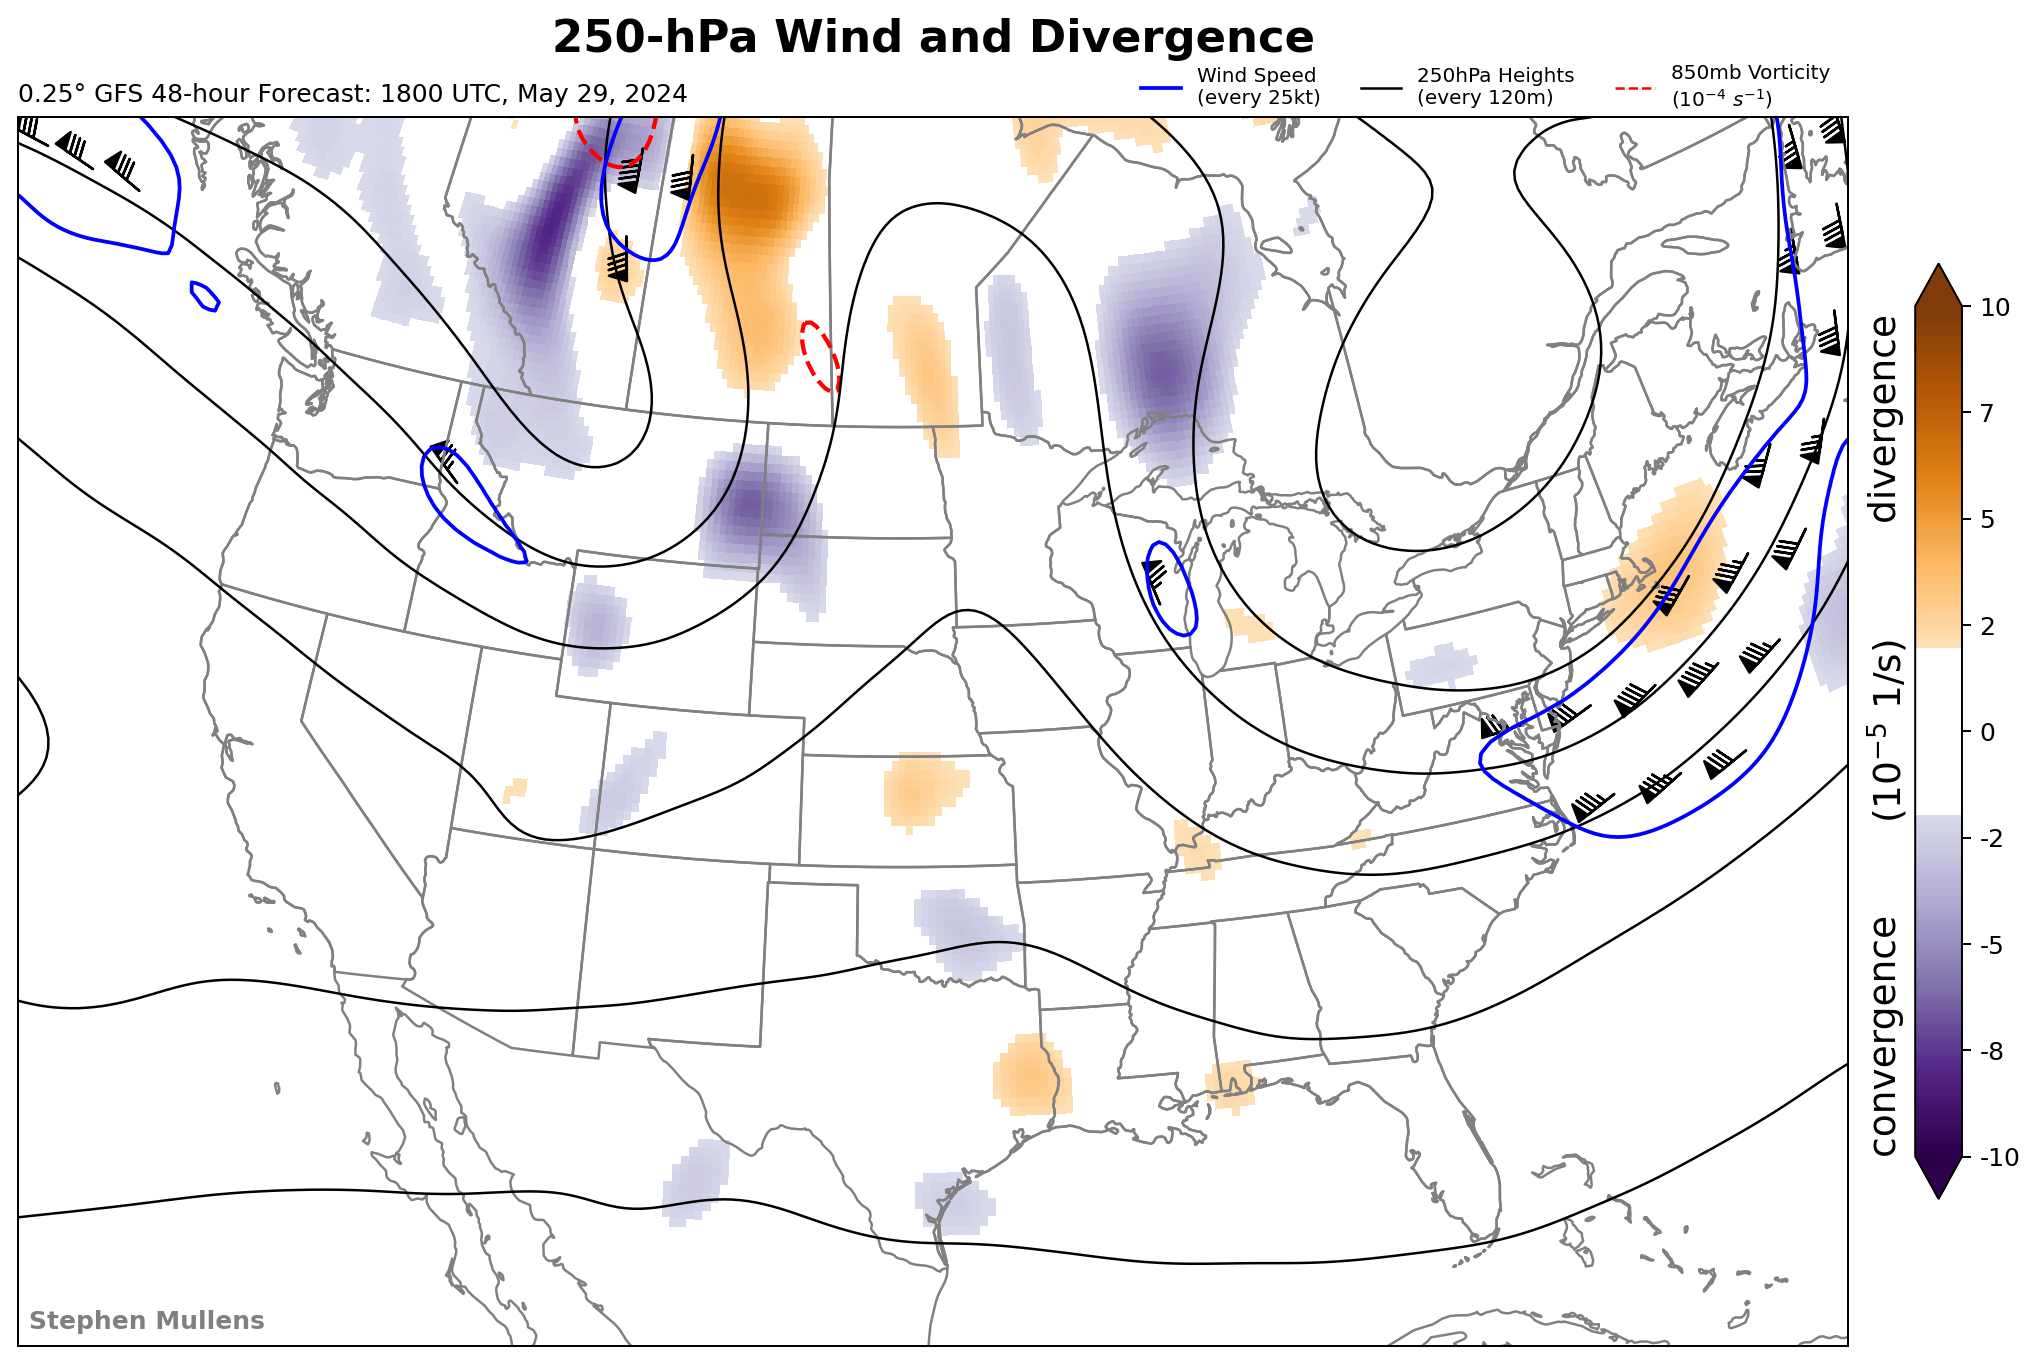 250-hPa Wind and Divergence
0.25° GFS 48-hour Forecast: 1800 UTC, May 29, 2024
Wind Speed
(every 25kt)
250hPa Heights
(every 120m)
850mb Vorticity
(10⁻⁴ s⁻¹)
10
7
5
2
0
-2
-5
-8
-10
convergence (10⁻⁵ 1/s) divergence
Stephen Mullens